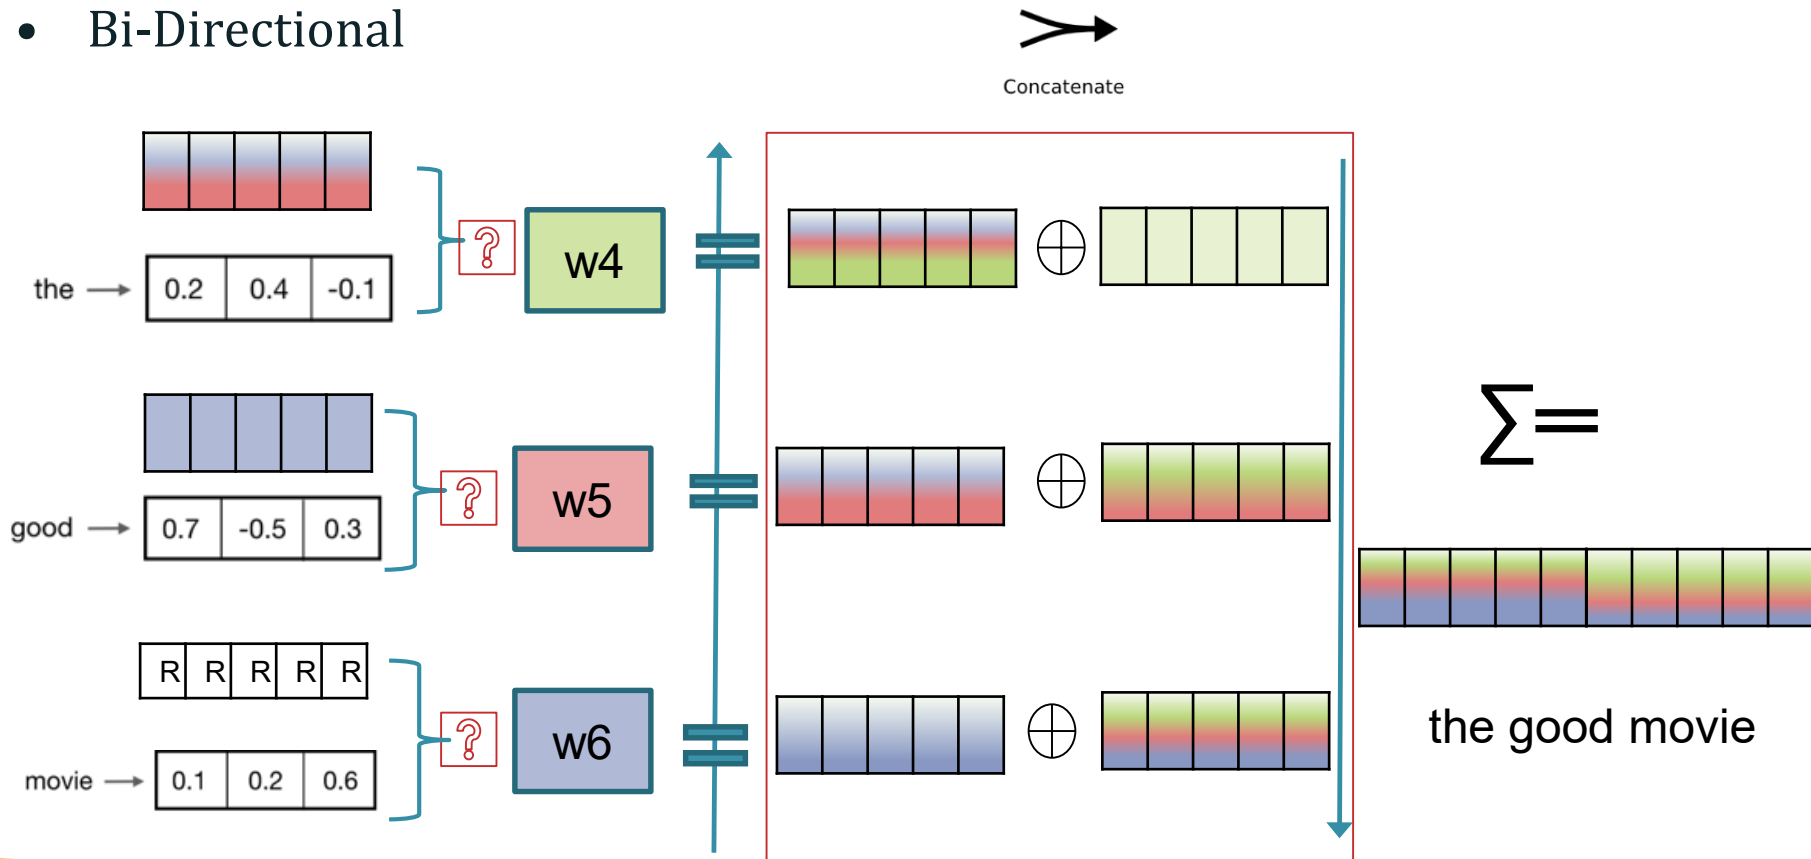 • Bi-Directional
Concatenate
the → 0.2 0.4 -0.1
? w4
good → 0.7 -0.5 0.3
? w5
R R R R R
movie → 0.1 0.2 0.6
? w6
∑=
the good movie